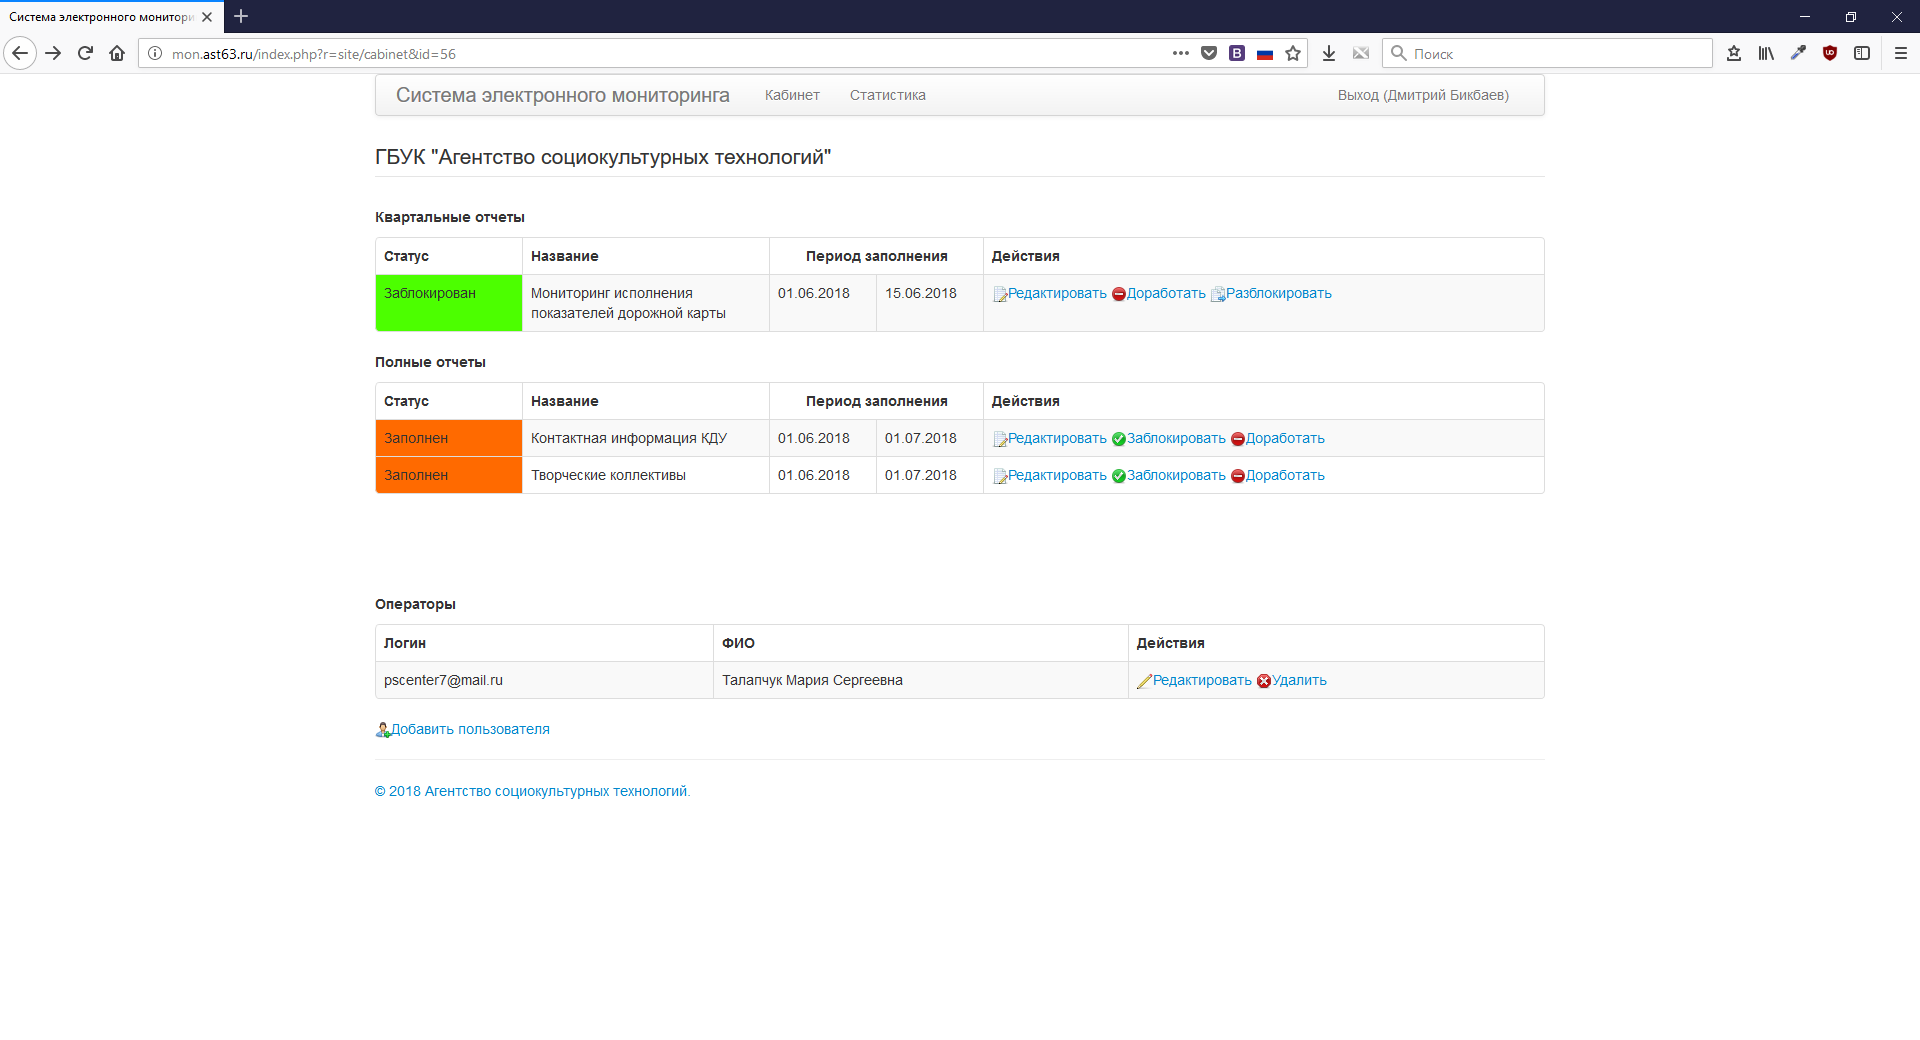 Система электронного монитори
mon.ast63.ru/index.php?r=site/cabinet&id=56
Поиск
Система электронного мониторинга Кабинет Статистика Выход (Дмитрий Бикбаев)
ГБУК "Агентство социокультурных технологий"
Квартальные отчеты
Статус Название Период заполнения Действия
Заблокирован Мониторинг исполнения 01.06.2018 15.06.2018 Редактировать Доработать Разблокировать
показателей дорожной карты
Полные отчеты
Статус Название Период заполнения Действия
Заполнен Контактная информация КДУ 01.06.2018 01.07.2018 Редактировать Заблокировать Доработать
Заполнен Творческие коллективы 01.06.2018 01.07.2018 Редактировать Заблокировать Доработать
Операторы
Логин ФИО Действия
pscenter7@mail.ru Талапчук Мария Сергеевна Редактировать Удалить
Добавить пользователя
© 2018 Агентство социокультурных технологий.